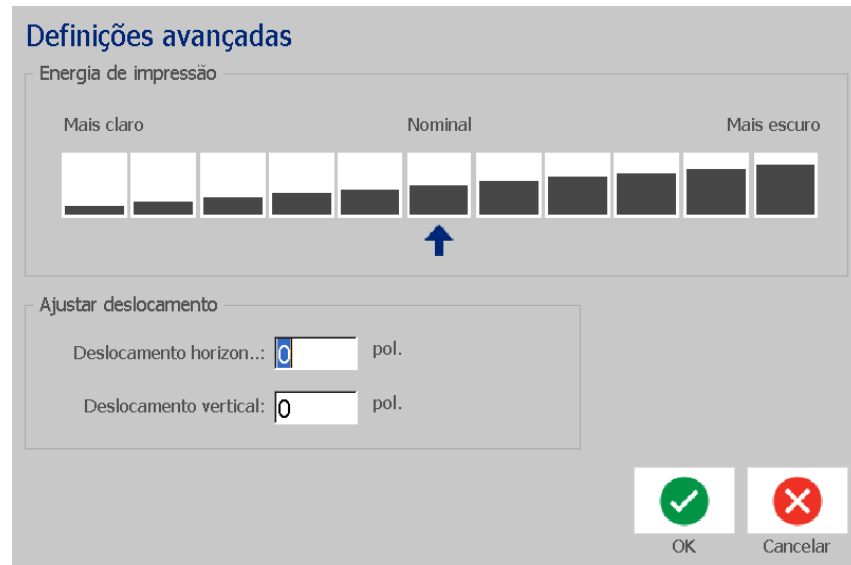 Definições avançadas
Energia de impressão
Mais claro Nominal Mais escuro
Ajustar deslocamento
Deslocamento horizon..: 0 pol.
Deslocamento vertical: 0 pol.
OK Cancelar